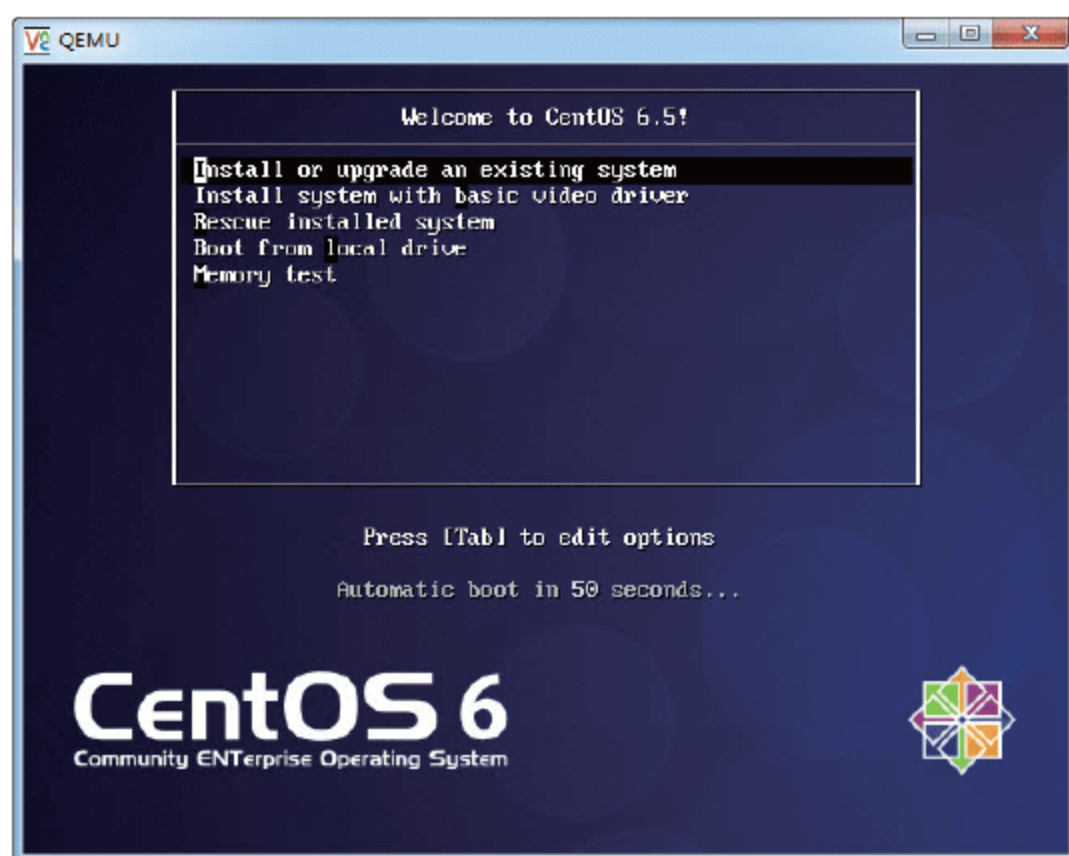 QEMU
Welcome to CentOS 6.5!
Install or upgrade an existing system
Install system with basic video driver
Rescue installed system
Boot from local drive
Memory test
Press [Tab] to edit options
Automatic boot in 50 seconds...
CentOS 6
Community ENTerprise Operating System